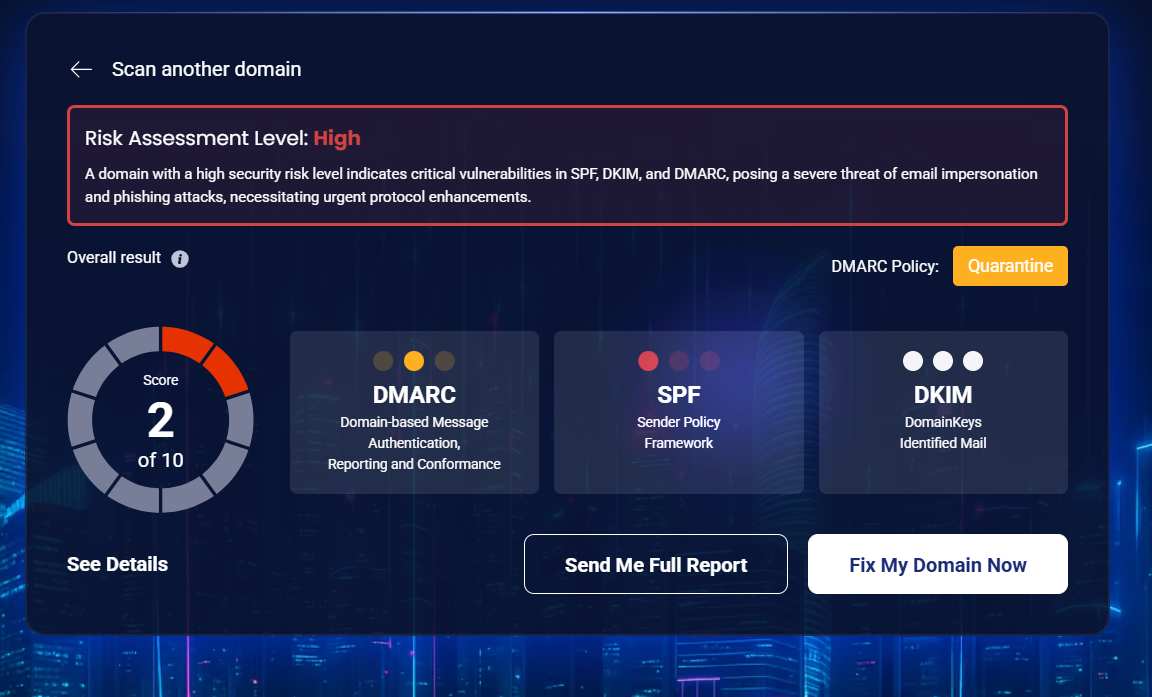 Scan another domain
Risk Assessment Level: High
A domain with a high security risk level indicates critical vulnerabilities in SPF, DKIM, and DMARC, posing a severe threat of email impersonation
and phishing attacks, necessitating urgent protocol enhancements.
Overall result i
DMARC Policy: Quarantine
Score
2
of 10
DMARC
Domain-based Message
Authentication,
Reporting and Conformance
SPF
Sender Policy
Framework
DKIM
DomainKeys
Identified Mail
See Details
Send Me Full Report
Fix My Domain Now